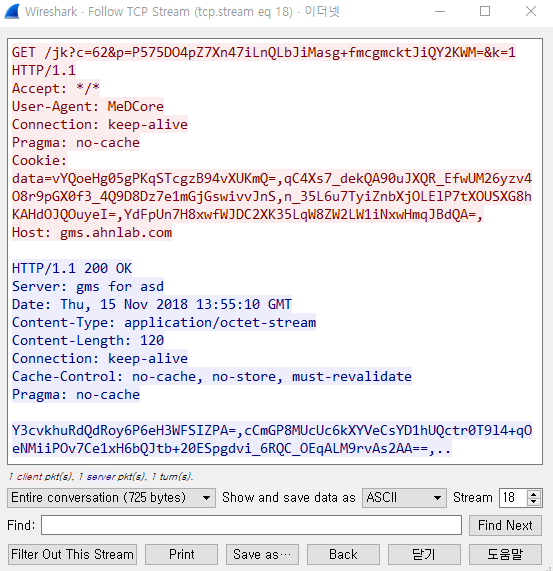 Wireshark - Follow TCP Stream (tcp.stream eq 18) - 이더넷
GET /jk?c=62&p=P575DO4pZ7Xn47iLnQLbJiMasg+fmcgmcktJiQY2KWM=&k=1
HTTP/1.1
Accept: */*
User-Agent: MeDCore
Connection: keep-alive
Pragma: no-cache
Cookie:
data=vYQoeHg05gPKqSTcgzB94vXUKmQ=,qC4Xs7_dekQA90uJXQR_EfwUM26yzv4
O8r9pGX0f3_4Q9D8Dz7e1mGjGswivvJnS,n_35L6u7TyiZnbXjOLElP7tXOUSXG8h
KAHdOJQOuyeI=,YdFpUn7H8xwfWJDC2XK35LqW8ZW2LW1iNxwHmqJBdQA=,
Host: gms.ahnlab.com
HTTP/1.1 200 OK
Server: gms for asd
Date: Thu, 15 Nov 2018 13:55:10 GMT
Content-Type: application/octet-stream
Content-Length: 120
Connection: keep-alive
Cache-Control: no-cache, no-store, must-revalidate
Pragma: no-cache
Y3cvkhuRdQdRoy6P6eH3WFSIZPA=,cCmGP8MUcUc6kXYVeCsYD1hUQctr0T9l4+qO
eNMiiPOv7Ce1xH6bQJtb+20ESpgdvi_6RQC_OEqALM9rvAs2AA==,..
1 client pkt(s), 1 server pkt(s), 1 turn(s).
Entire conversation (725 bytes) Show and save data as ASCII Stream 18
Find: Find Next
Filter Out This Stream Print Save as… Back 닫기 도움말